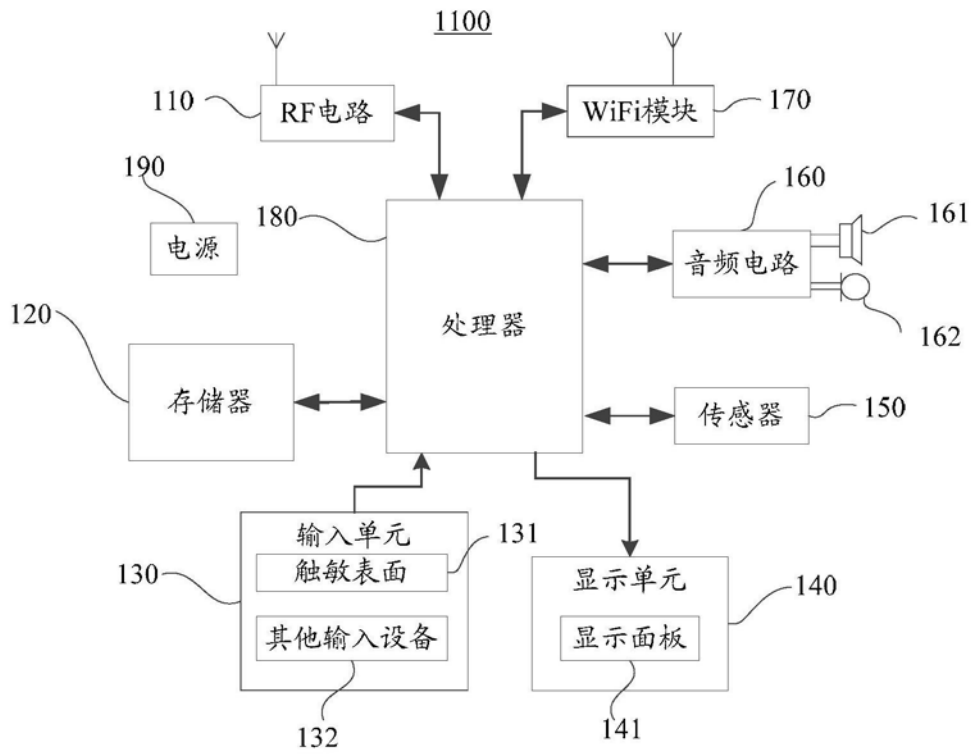 1100
110
RF电路
WiFi模块
170
190
电源
180
160
161
音频电路
162
处理器
120
存储器
传感器
150
输入单元
131
130
触敏表面
其他输入设备
132
显示单元
140
显示面板
141